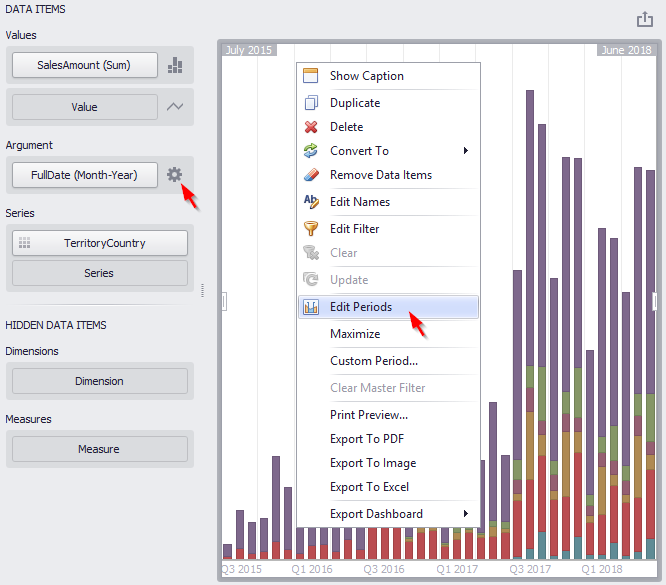 DATA ITEMS
Values
SalesAmount (Sum)
Value
Argument
FullDate (Month-Year)
Series
TerritoryCountry
Series
HIDDEN DATA ITEMS
Dimensions
Dimension
Measures
Measure
July 2015
June 2018
Show Caption
Duplicate
Delete
Convert To
Remove Data Items
Ab
Edit Names
Edit Filter
Clear
Update
Edit Periods
Maximize
Custom Period...
Clear Master Filter
Print Preview...
Export To PDF
Export To Image
Export To Excel
Export Dashboard
Q3 2015
Q1 2016
Q3 2016
Q1 2017
Q3 2017
Q1 2018